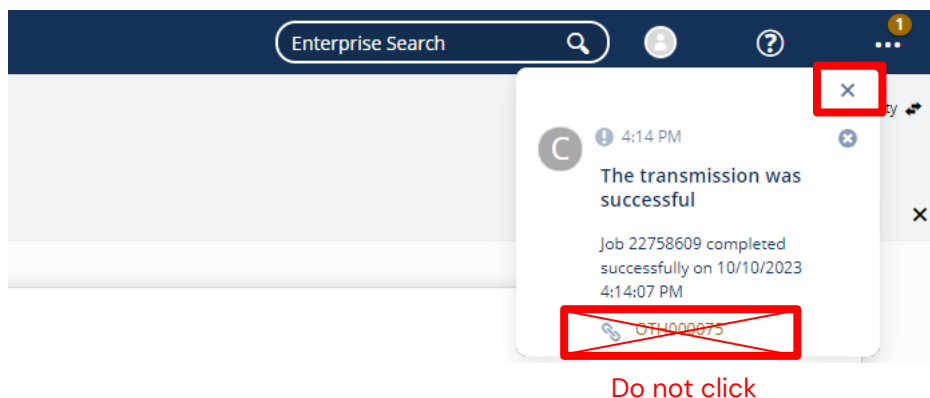 Enterprise Search
1
ty
C
4:14 PM
The transmission was
successful
Job 22758609 completed
successfully on 10/10/2023
4:14:07 PM
OTH000075
Do not click